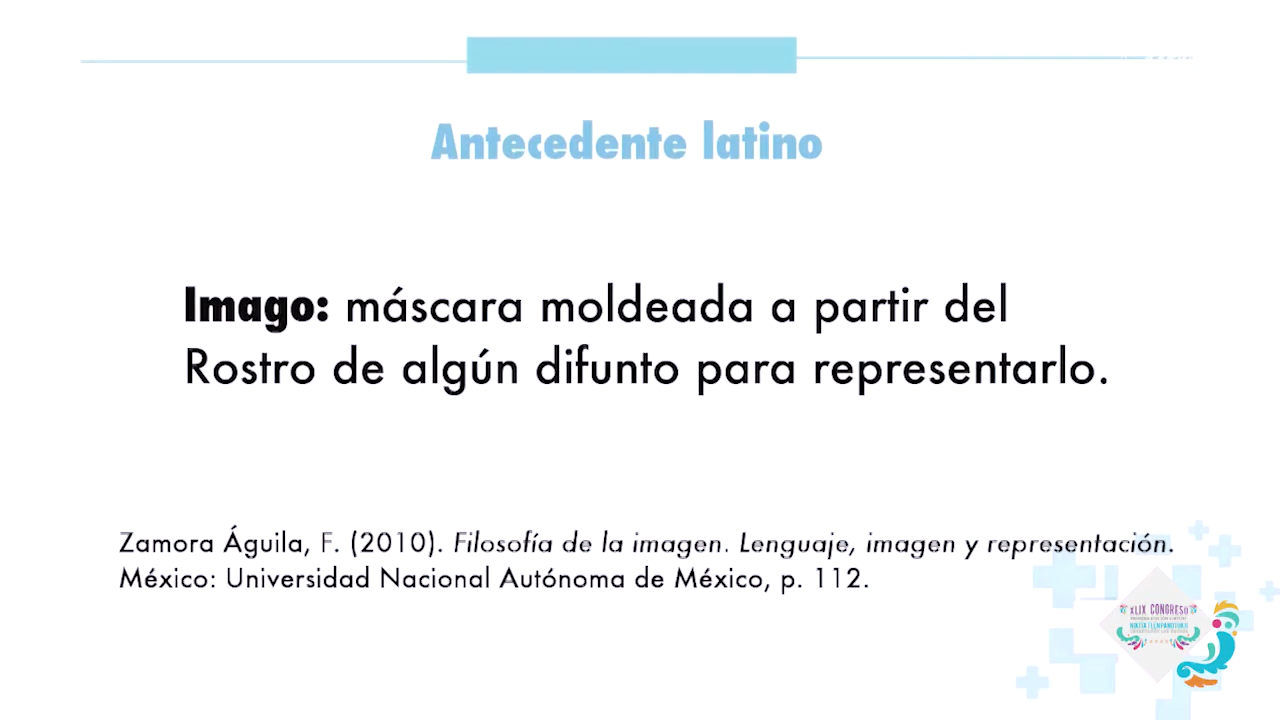 Antecedente latino
Imago: máscara moldeada a partir del
Rostro de algún difunto para representarlo.
Zamora Águila, F. (2010). Filosofía de la imagen. Lenguaje, imagen y representación.
México: Universidad Nacional Autónoma de México, p. 112.
XLIX CONGRESO